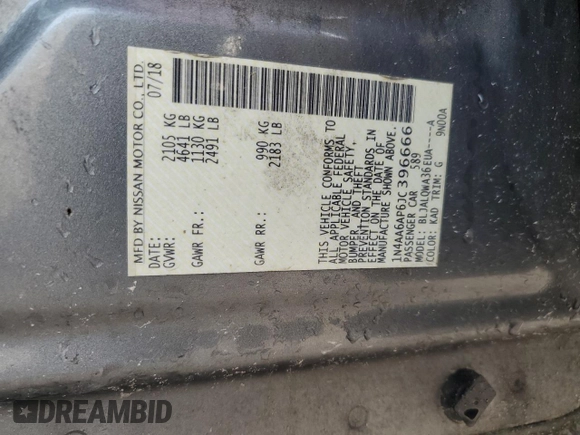 MFD BY NISSAN MOTOR CO., LTD.
DATE: 07/18
GVWR: 2105 KG
4641 LB
GAWR FR.: 1130 KG
2491 LB
GAWR RR.: 990 KG
2183 LB
THIS VEHICLE CONFORMS TO
ALL APPLICABLE FEDERAL
MOTOR VEHICLE SAFETY,
BUMPER, AND THEFT
PREVENTION STANDARDS IN
EFFECT ON THE DATE OF
MANUFACTURE SHOWN ABOVE.
1N4AA6AP6JC396666
PASSENGER CAR 589
MODEL: BLJALQWA36EUA----A
COLOR: KAD TRIM: G 9N00A
DREAMBID